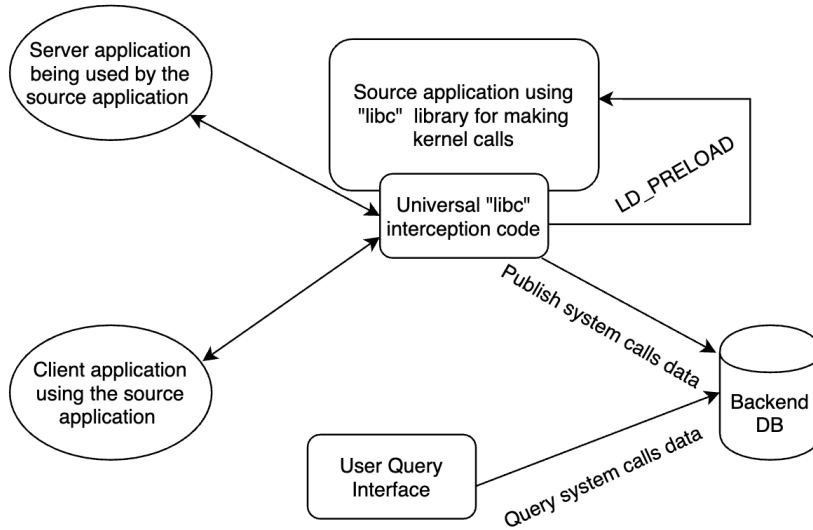 Server application
being used by the
source application
Source application using
"libc"  library for making
kernel calls
LD_PRELOAD
Universal "libc"
interception code
Publish system calls data
Client application
using the source
application
Backend
DB
User Query
Interface
Query system calls data